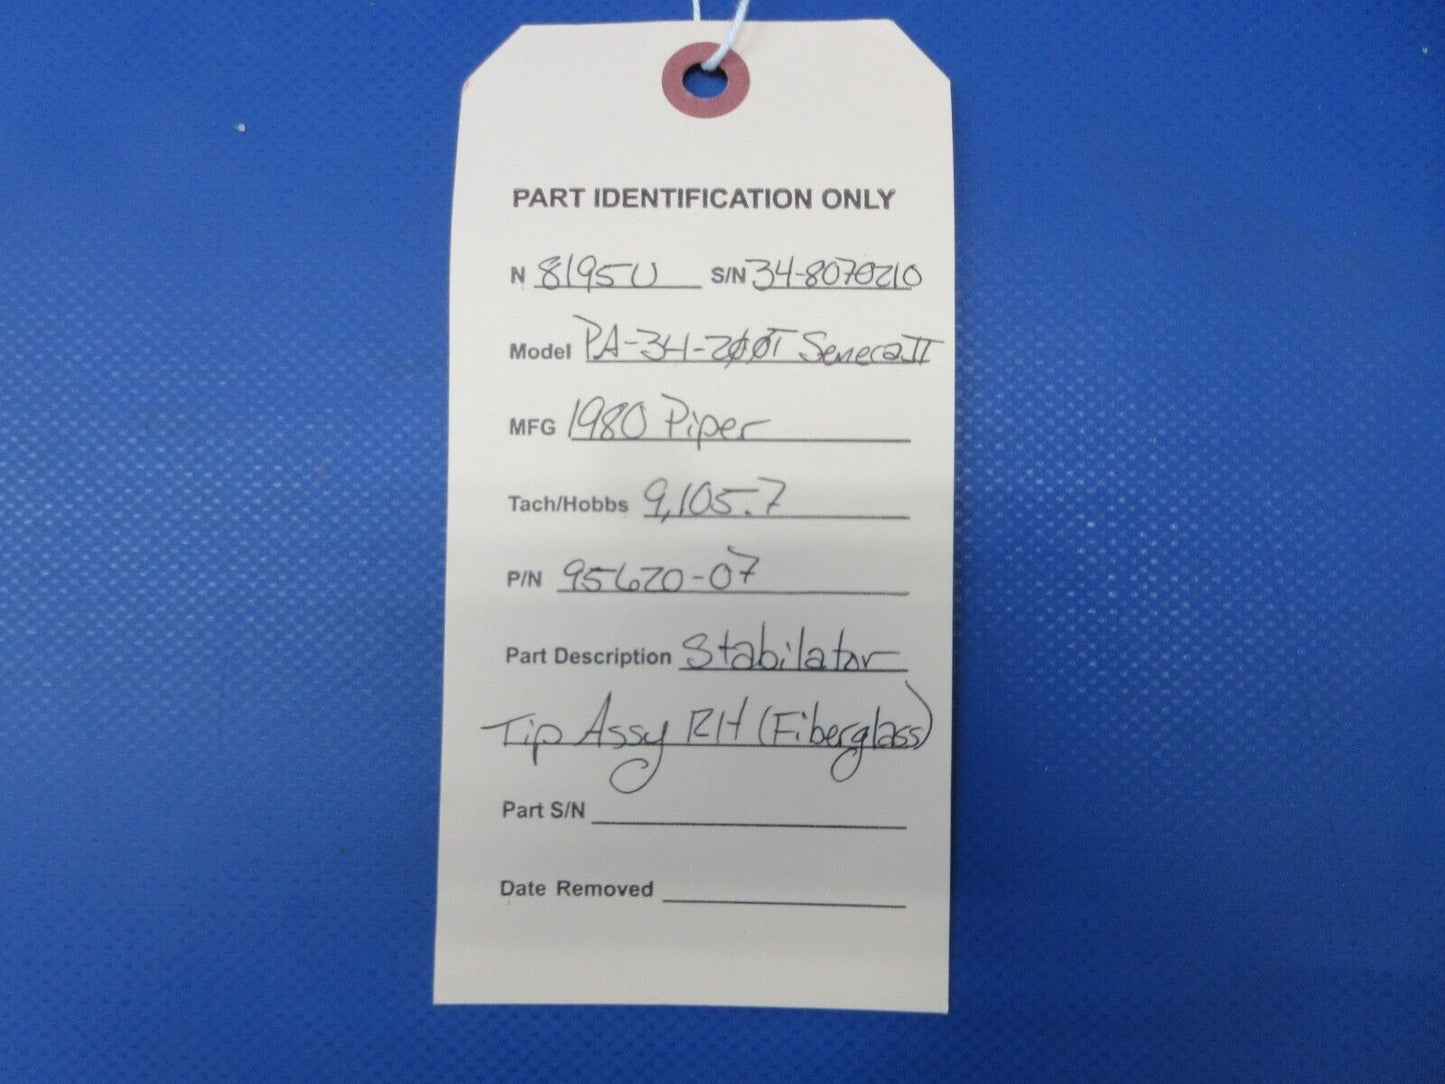 PART IDENTIFICATION ONLY
N 8195U S/N 34-8070210
Model PA-34-200T Seneca II
MFG 1980 Piper
Tach/Hobbs 9,105.7
P/N 95620-07
Part Description Stabilator
Tip Assy RH (Fiberglass)
Part S/N
Date Removed